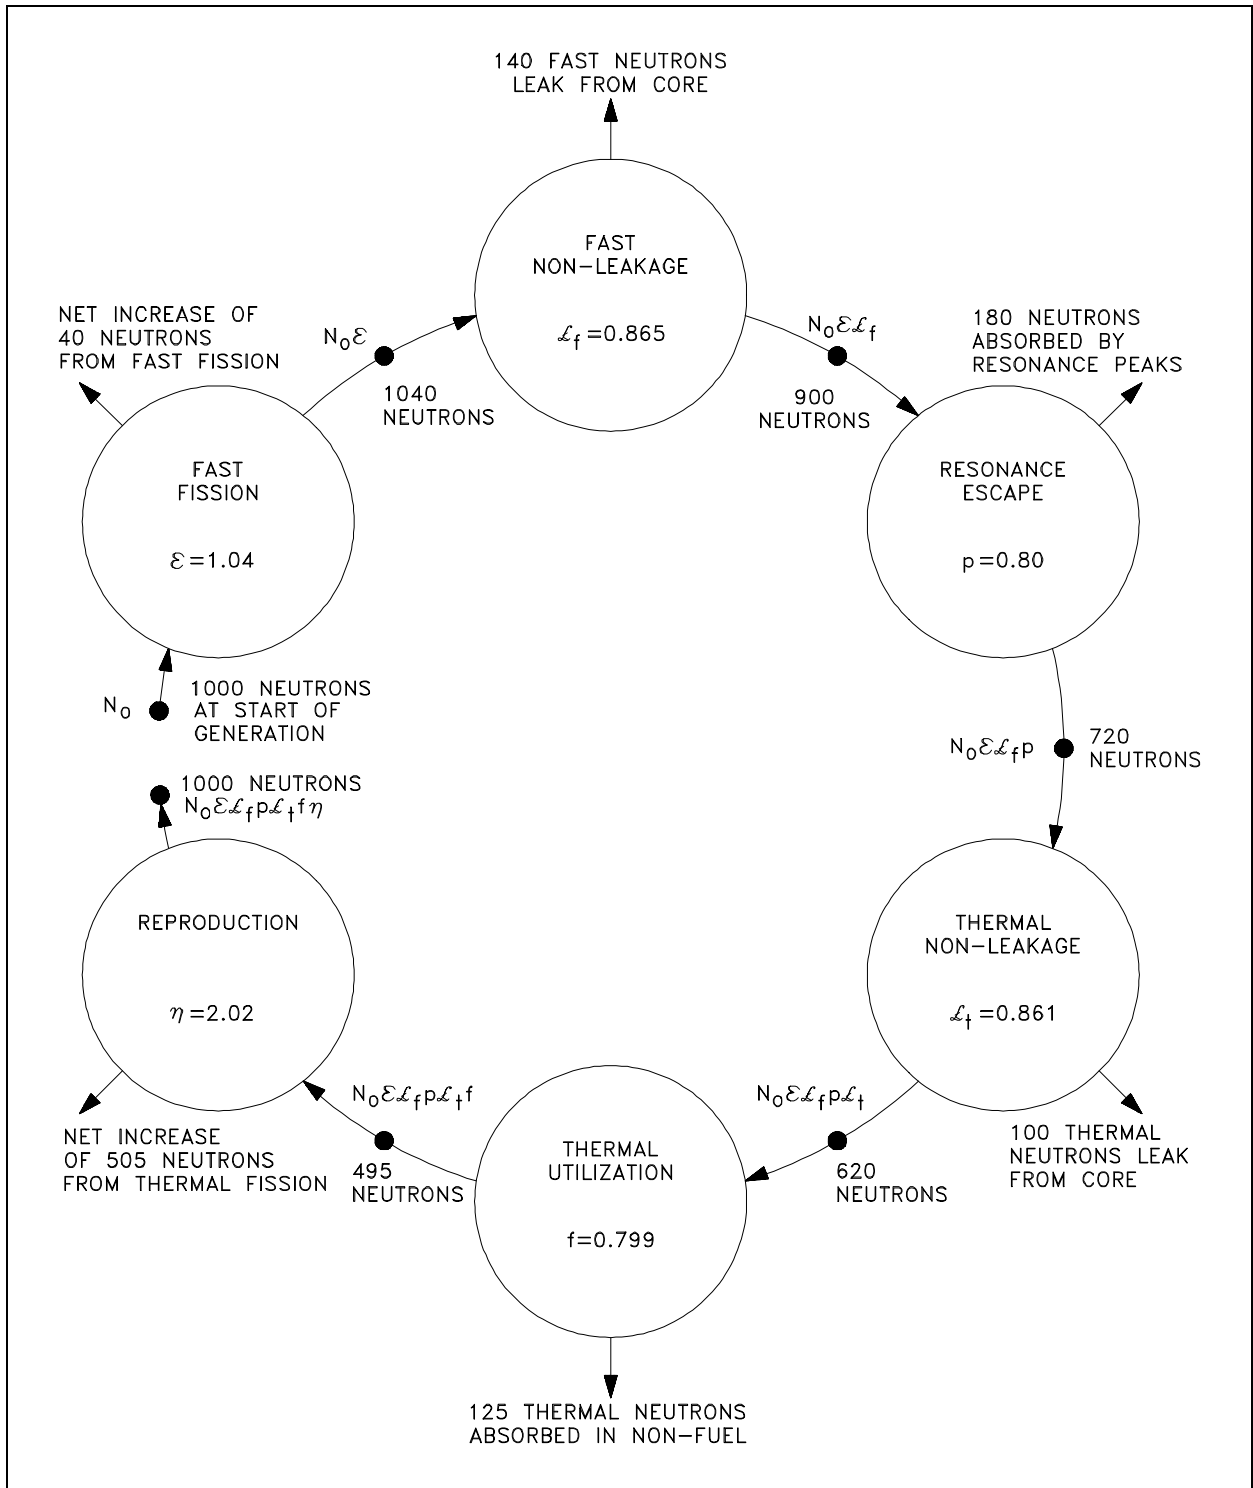 140 FAST NEUTRONS
LEAK FROM CORE
FAST
NON-LEAKAGE
ℒf=0.865
NET INCREASE OF
40 NEUTRONS
FROM FAST FISSION
N0ℰ
1040
NEUTRONS
N0ℰℒf
900
NEUTRONS
180 NEUTRONS
ABSORBED BY
RESONANCE PEAKS
FAST
FISSION
ℰ=1.04
RESONANCE
ESCAPE
p=0.80
N0
1000 NEUTRONS
AT START OF
GENERATION
N0ℰℒfp
720
NEUTRONS
1000 NEUTRONS
N0ℰℒfpℒtfη
REPRODUCTION
η=2.02
THERMAL
NON-LEAKAGE
ℒt=0.861
N0ℰℒfpℒtf
495
NEUTRONS
N0ℰℒfpℒt
620
NEUTRONS
NET INCREASE
OF 505 NEUTRONS
FROM THERMAL FISSION
THERMAL
UTILIZATION
f=0.799
100 THERMAL
NEUTRONS LEAK
FROM CORE
125 THERMAL NEUTRONS
ABSORBED IN NON-FUEL